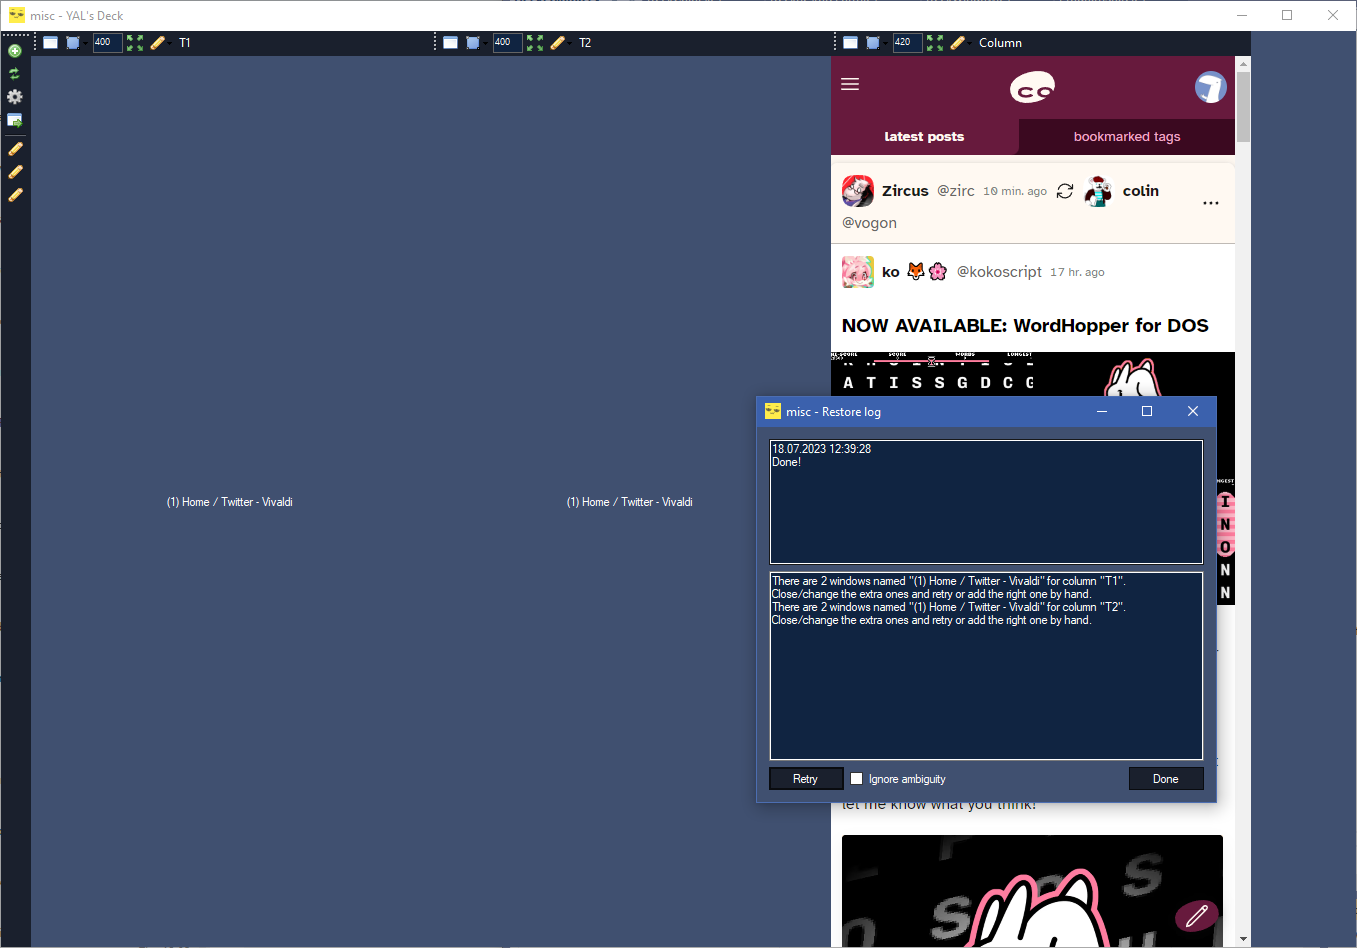 misc - YAL's Deck
400
T1
400
T2
420
Column
co
latest posts
bookmarked tags
Zircus @zirc 10 min. ago colin
@vogon
ko @kokoscript 17 hr. ago
NOW AVAILABLE: WordHopper for DOS
SCORE WORDS LONGEST
A T I S S G D C G
misc - Restore log
18.07.2023 12:39:28
Done!
(1) Home / Twitter - Vivaldi
(1) Home / Twitter - Vivaldi
I
N
O
N
N
There are 2 windows named "(1) Home / Twitter - Vivaldi" for column "T1".
Close/change the extra ones and retry or add the right one by hand.
There are 2 windows named "(1) Home / Twitter - Vivaldi" for column "T2".
Close/change the extra ones and retry or add the right one by hand.
Retry
Ignore ambiguity
Done
let me know what you think!